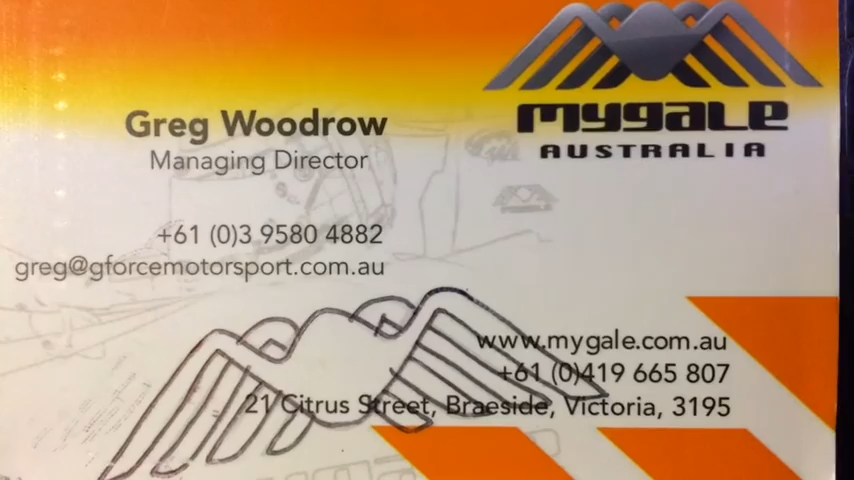 mygale
AUSTRALIA
Greg Woodrow
Managing Director
+61 (0)3 9580 4882
greg@gforcemotorsport.com.au
www.mygale.com.au
+61 (0)419 665 807
21 Citrus Street, Braeside, Victoria, 3195